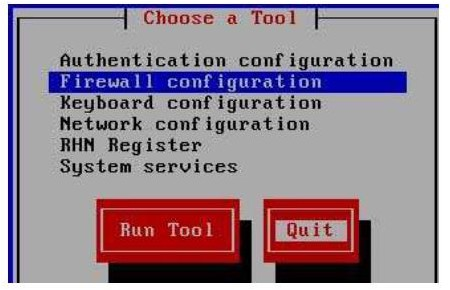 Choose a Tool
Authentication configuration
Firewall configuration
Keyboard configuration
Network configuration
RHN Register
System services
Run Tool
Quit